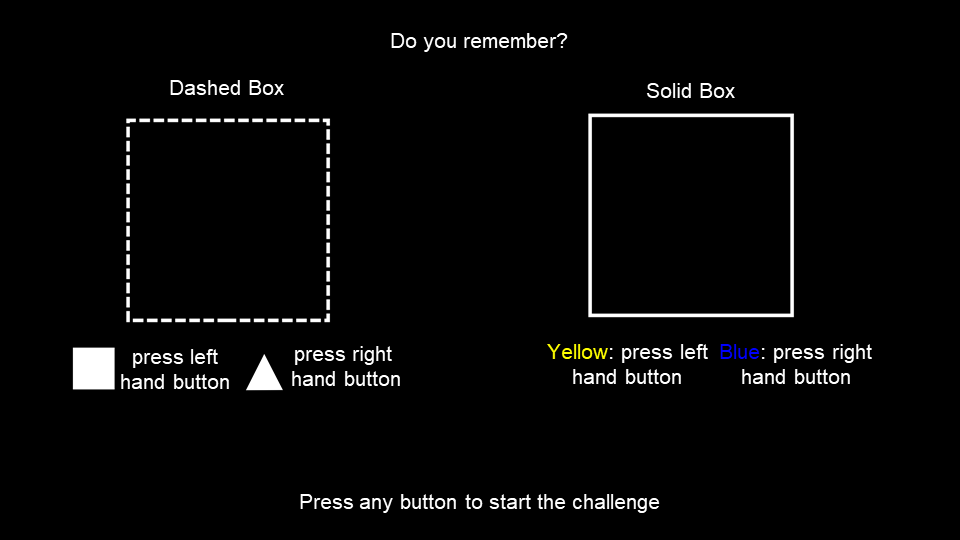 Do you remember?
Dashed Box
Solid Box
press left
hand button
press right
hand button
Yellow: press left
hand button
Blue: press right
hand button
Press any button to start the challenge